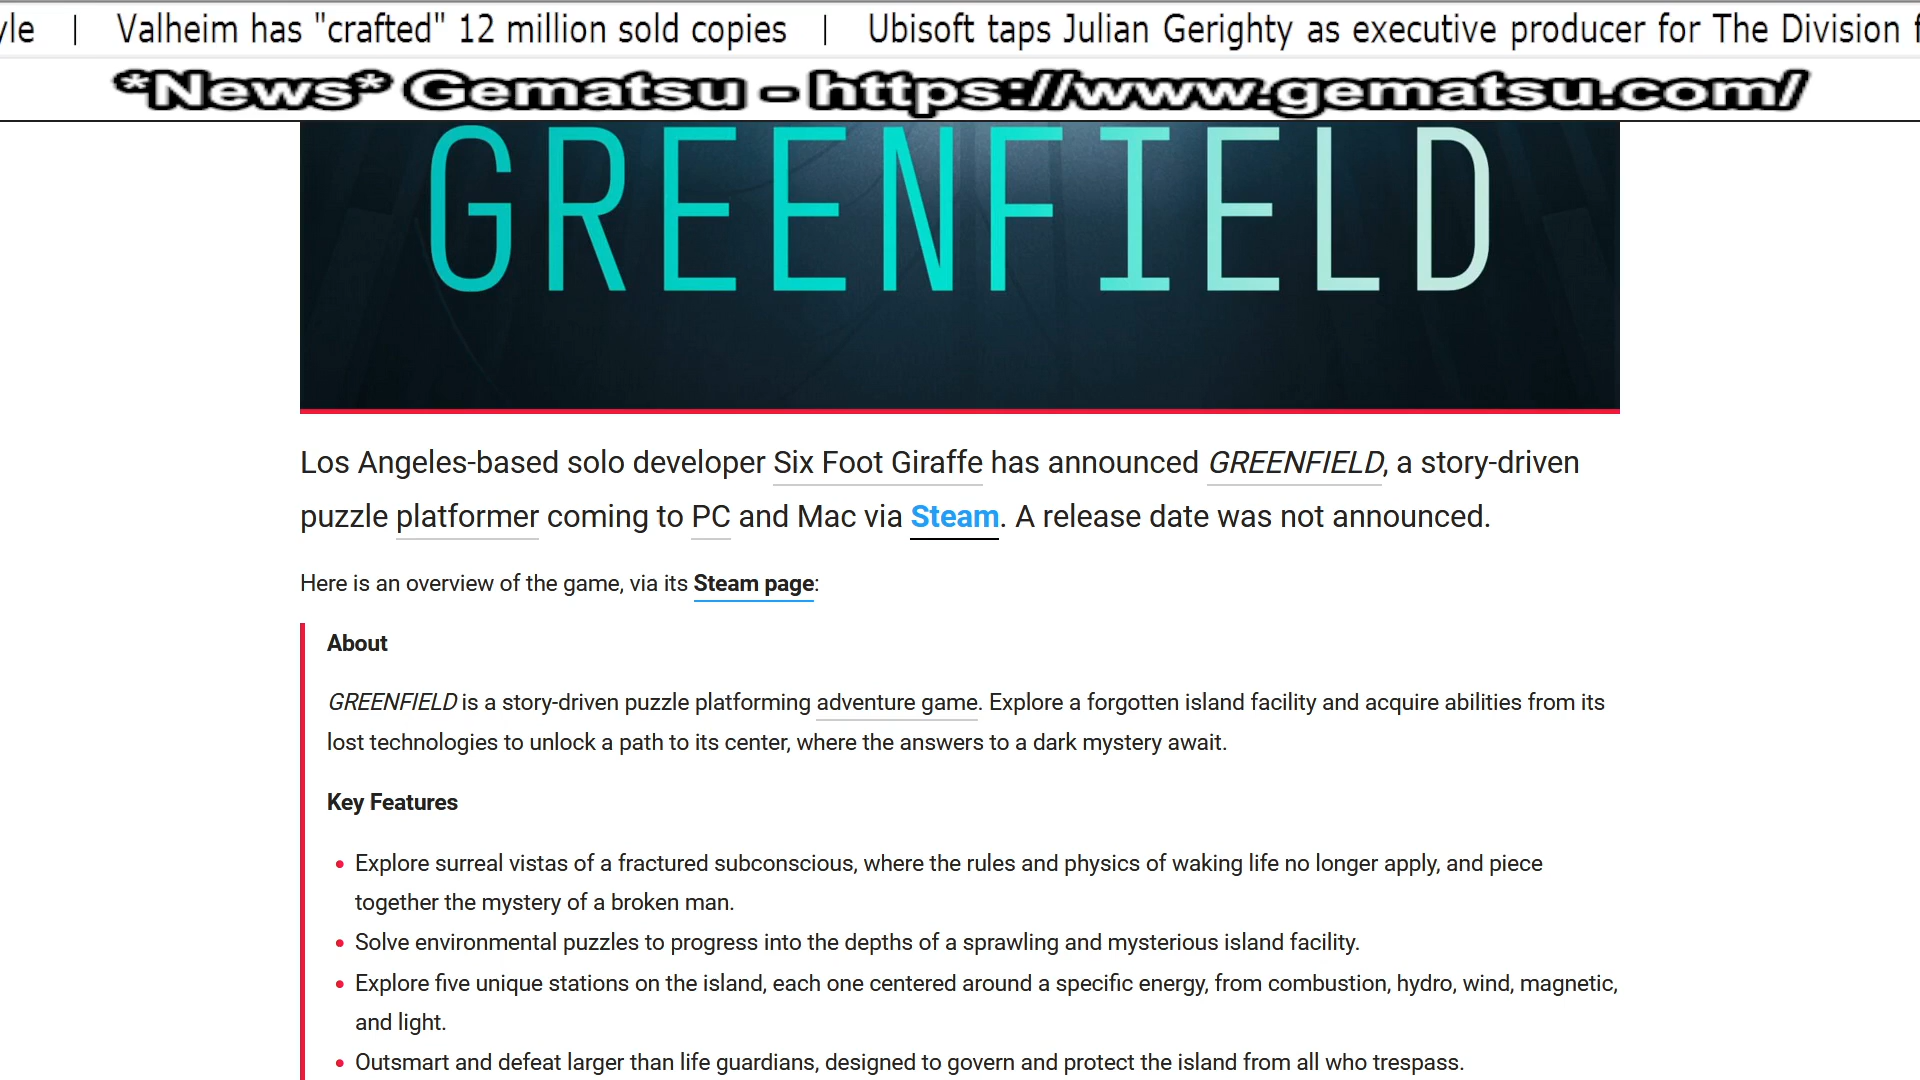 yle | Valheim has "crafted" 12 million sold copies | Ubisoft taps Julian Gerighty as executive producer for The Division f
*News* Gematsu - https://www.gematsu.com/
GREENFIELD
Los Angeles-based solo developer Six Foot Giraffe has announced GREENFIELD, a story-driven
puzzle platformer coming to PC and Mac via Steam. A release date was not announced.
Here is an overview of the game, via its Steam page:
About
GREENFIELD is a story-driven puzzle platforming adventure game. Explore a forgotten island facility and acquire abilities from its
lost technologies to unlock a path to its center, where the answers to a dark mystery await.
Key Features
• Explore surreal vistas of a fractured subconscious, where the rules and physics of waking life no longer apply, and piece
together the mystery of a broken man.
• Solve environmental puzzles to progress into the depths of a sprawling and mysterious island facility.
• Explore five unique stations on the island, each one centered around a specific energy, from combustion, hydro, wind, magnetic,
and light.
• Outsmart and defeat larger than life guardians, designed to govern and protect the island from all who trespass.